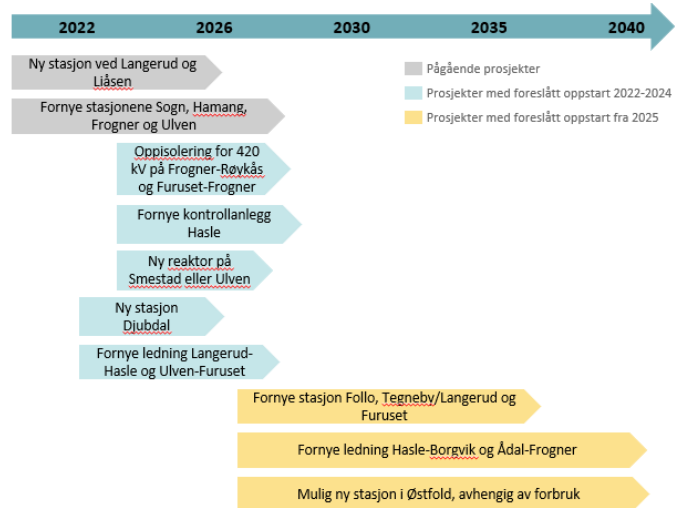 2022 2026 2030 2035 2040
Ny stasjon ved Langerud og
Liåsen
Pågående prosjekter
Prosjekter med foreslått oppstart 2022-2024
Prosjekter med foreslått oppstart fra 2025
Fornye stasjonene Sogn, Hamang,
Frogner og Ulven
Oppisolering for 420
kV på Frogner-Røykås
og Furuset-Frogner
Fornye kontrollanlegg
Hasle
Ny reaktor på
Smestad eller Ulven
Ny stasjon
Djubdal
Fornye ledning Langerud-
Hasle og Ulven-Furuset
Fornye stasjon Follo, Tegneby/Langerud og
Furuset
Fornye ledning Hasle-Borgvik og Ådal-Frogner
Mulig ny stasjon i Østfold, avhengig av forbruk